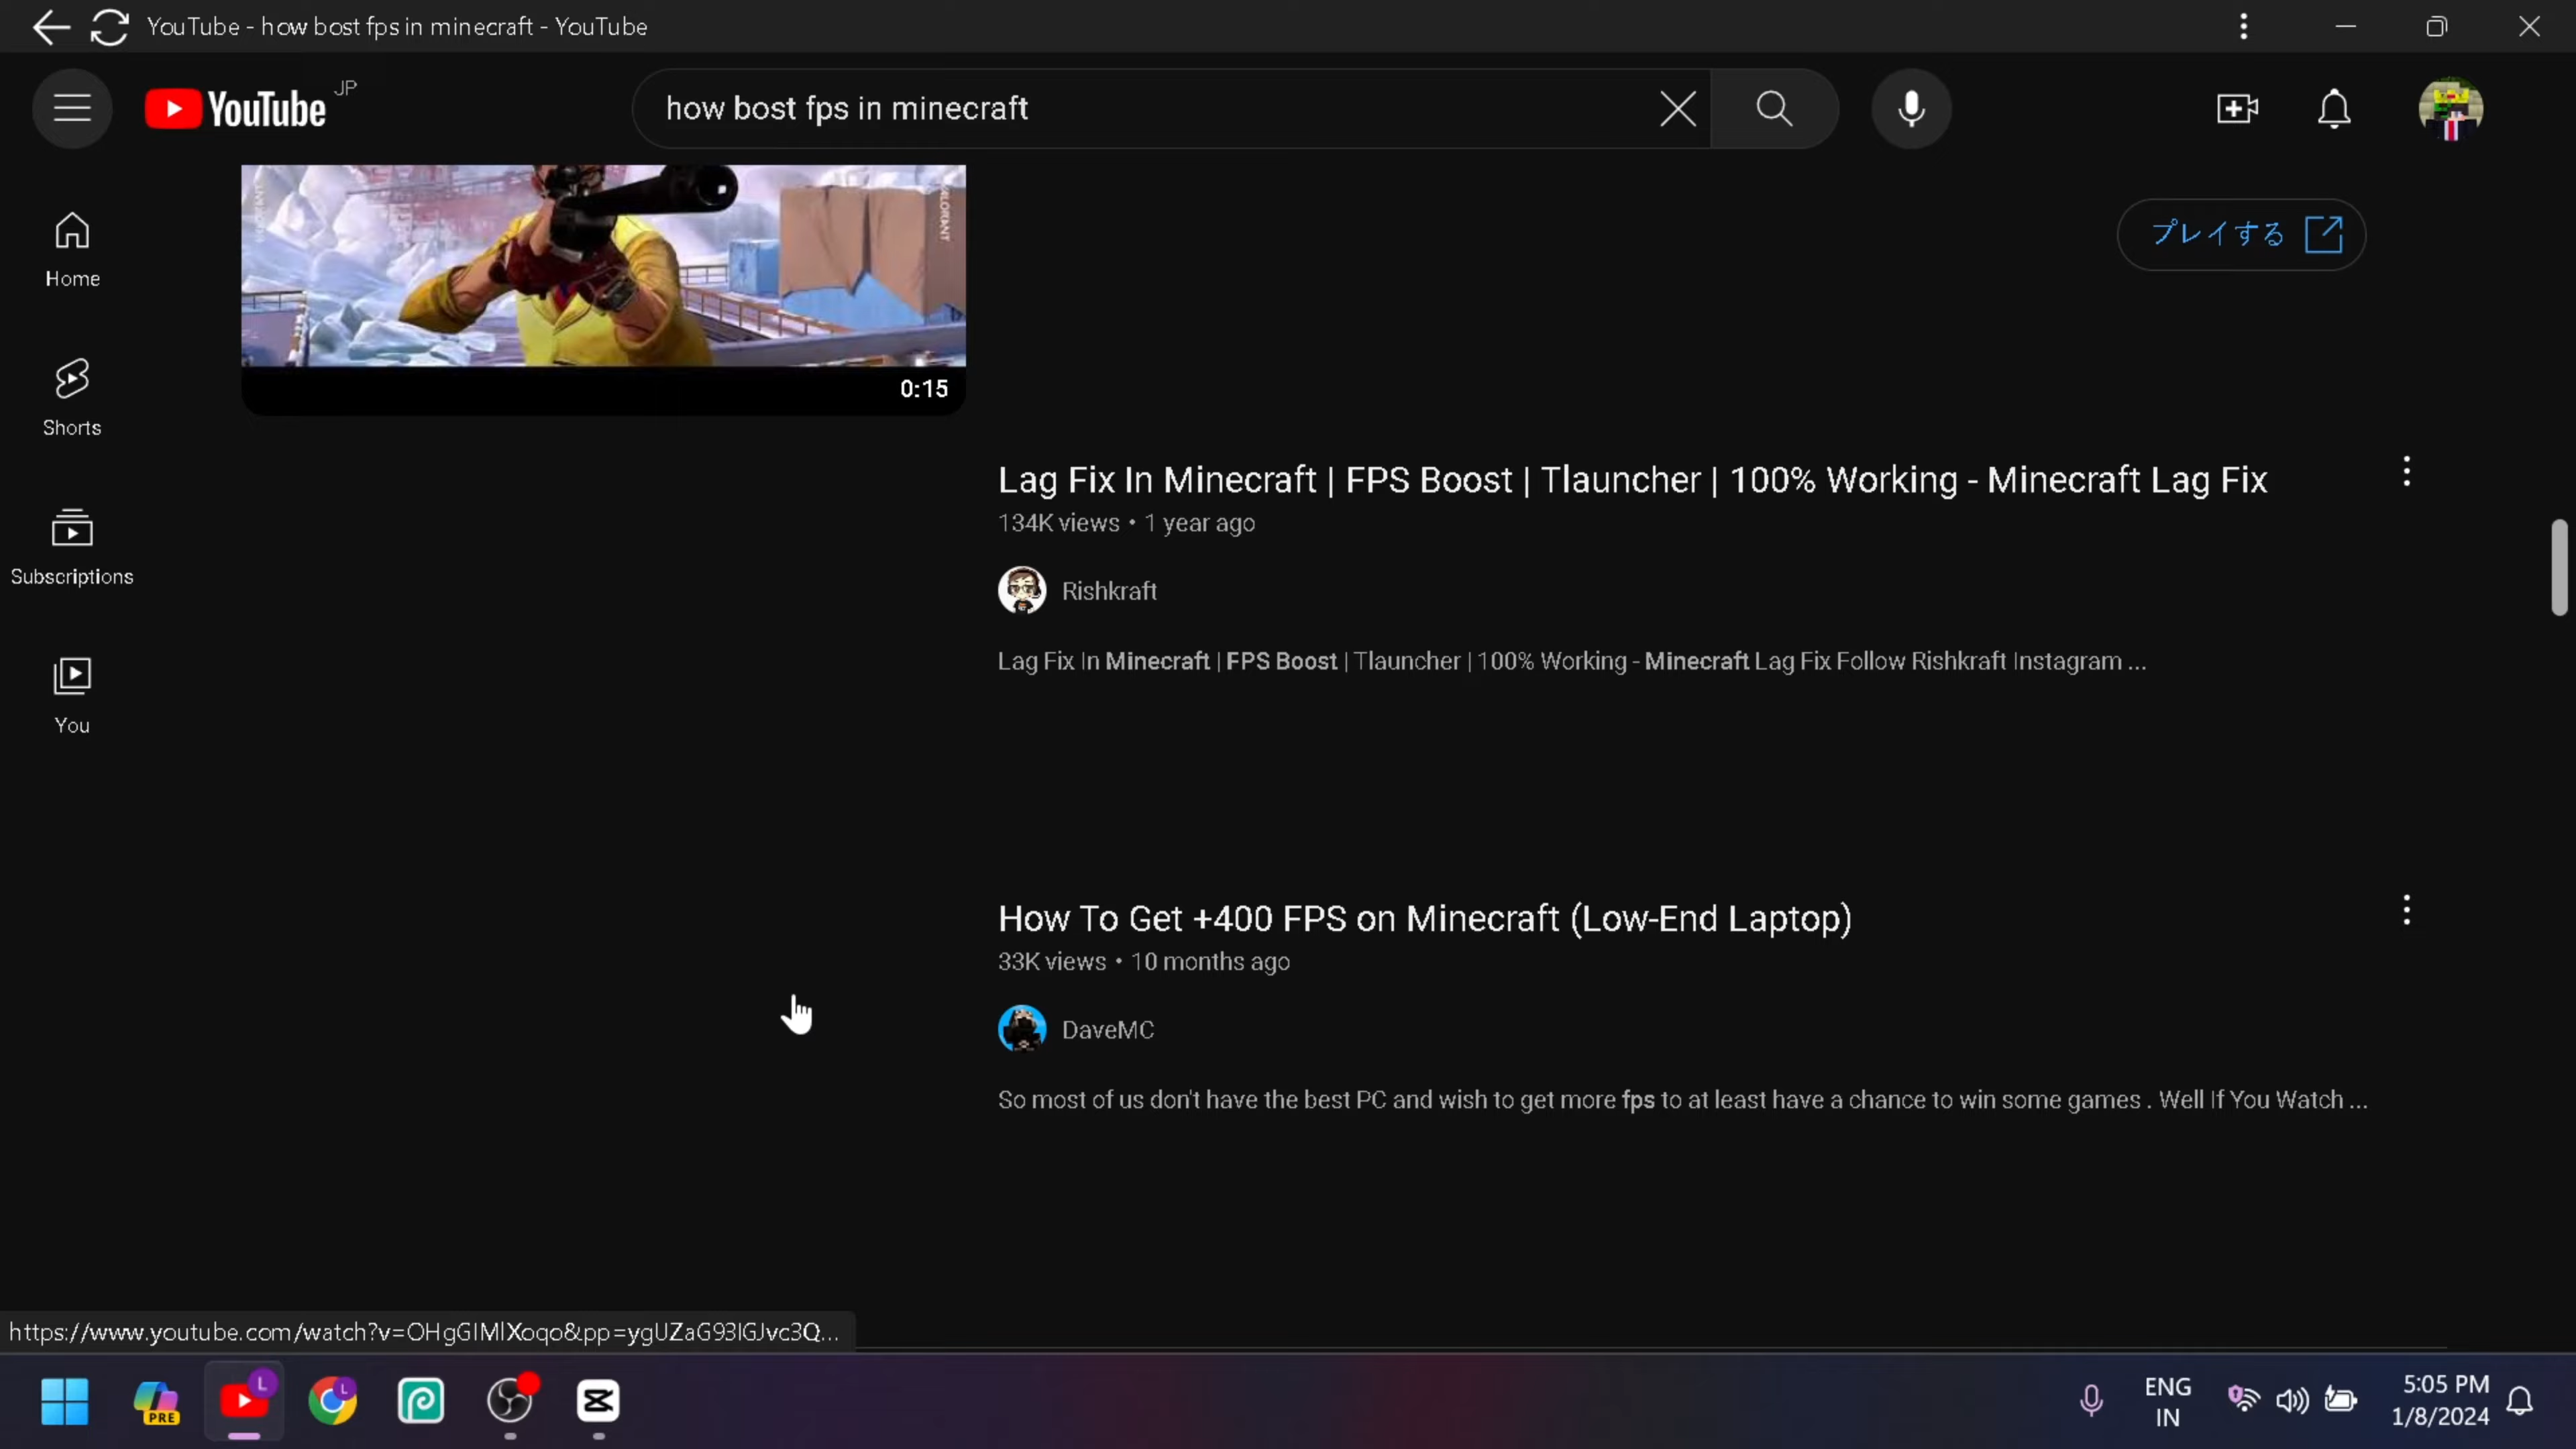 YouTube - how bost fps in minecraft - YouTube
YouTube JP
how bost fps in minecraft
Home
Shorts
Subscriptions
You
プレイする
0:15
Lag Fix In Minecraft | FPS Boost | Tlauncher | 100% Working - Minecraft Lag Fix
134K views • 1 year ago
Rishkraft
Lag Fix In Minecraft | FPS Boost | Tlauncher | 100% Working - Minecraft Lag Fix Follow Rishkraft Instagram ...
How To Get +400 FPS on Minecraft (Low-End Laptop)
33K views • 10 months ago
DaveMC
So most of us don't have the best PC and wish to get more fps to at least have a chance to win some games . Well If You Watch ...
https://www.youtube.com/watch?v=OHgGIMlXoqo&pp=ygUZaG93IGJvc3Q...
PRE
L
L
ENG
IN
5:05 PM
1/8/2024